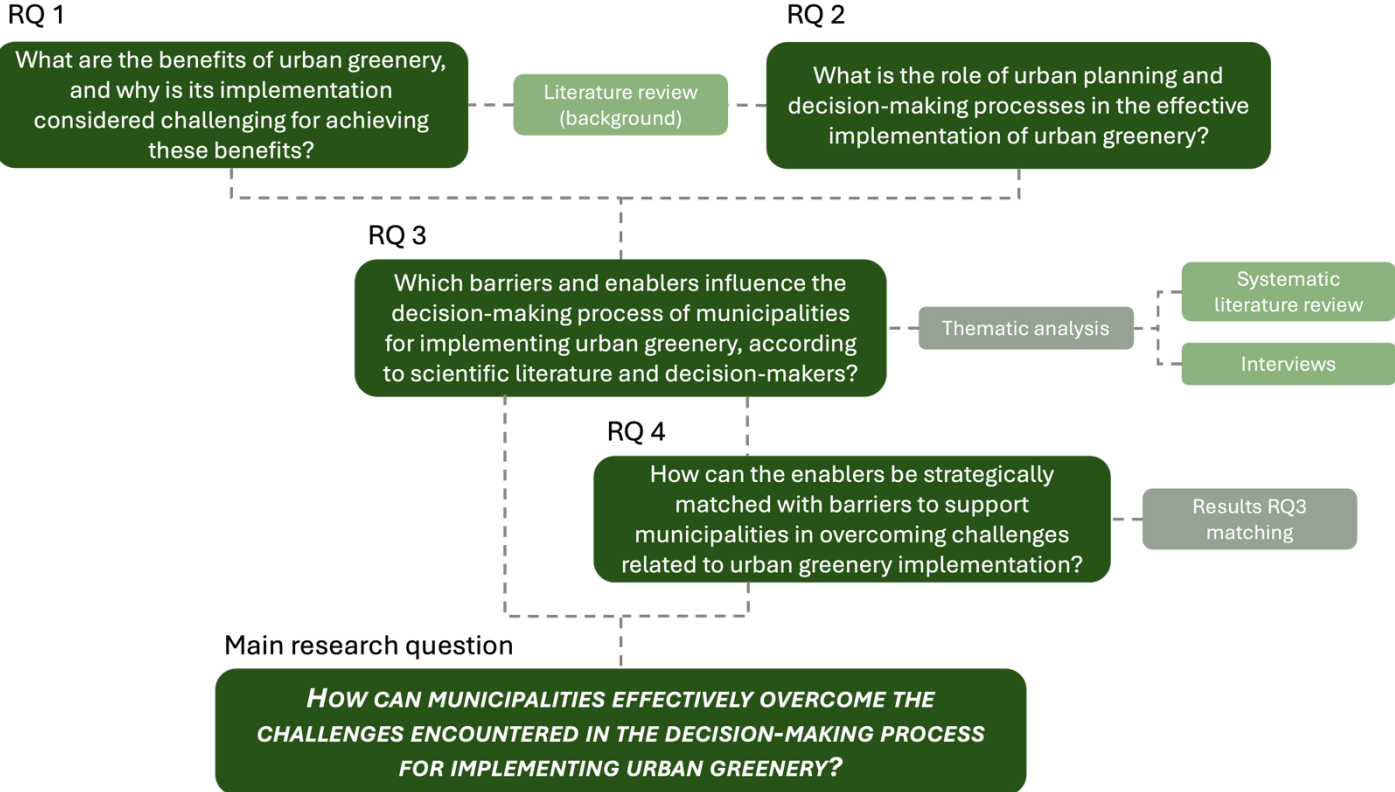 RQ 1
What are the benefits of urban greenery,
and why is its implementation
considered challenging for achieving
these benefits?
Literature review
(background)
RQ 2
What is the role of urban planning and
decision-making processes in the effective
implementation of urban greenery?
RQ 3
Which barriers and enablers influence the
decision-making process of municipalities
for implementing urban greenery, according
to scientific literature and decision-makers?
Thematic analysis
Systematic
literature review
Interviews
RQ 4
How can the enablers be strategically
matched with barriers to support
municipalities in overcoming challenges
related to urban greenery implementation?
Results RQ3
matching
Main research question
HOW CAN MUNICIPALITIES EFFECTIVELY OVERCOME THE
CHALLENGES ENCOUNTERED IN THE DECISION-MAKING PROCESS
FOR IMPLEMENTING URBAN GREENERY?